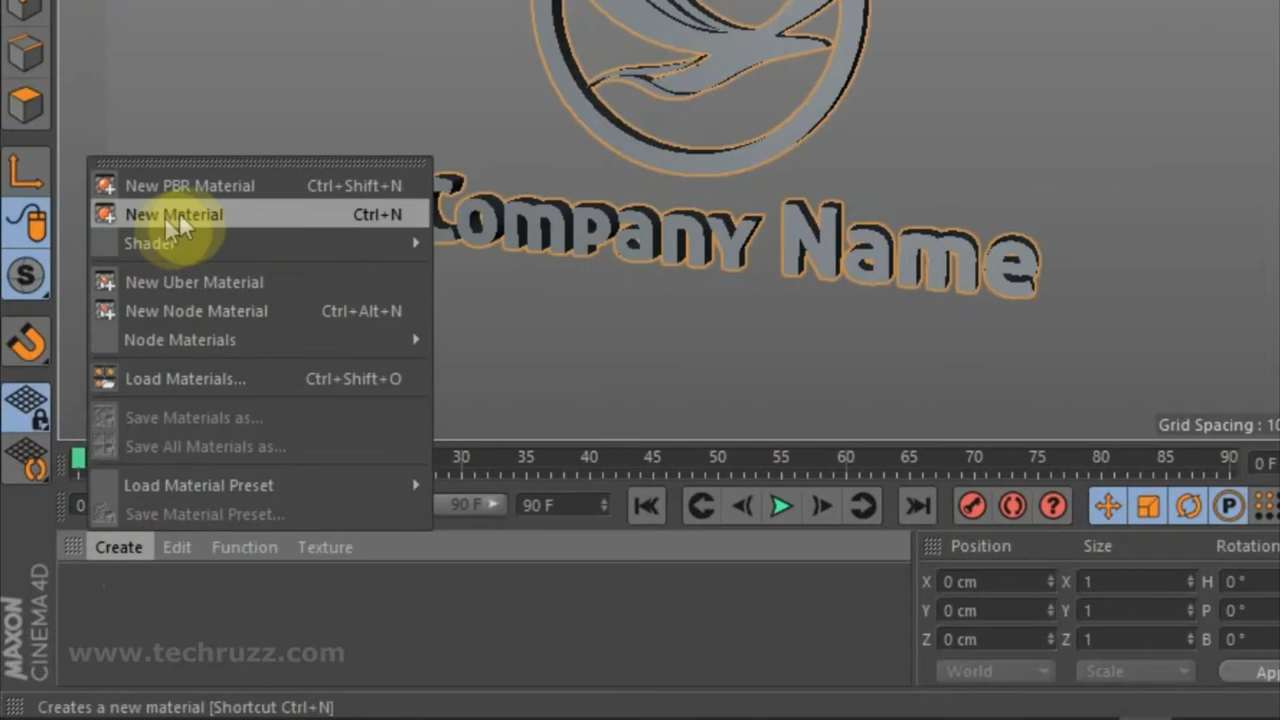 New PBR Material Ctrl+Shift+N
New Material Ctrl+N
Shader
New Uber Material
New Node Material Ctrl+Alt+N
Node Materials
Load Materials... Ctrl+Shift+O
Save Materials as...
Save All Materials as...
Load Material Preset
Save Material Preset...
Company Name
S
Grid Spacing : 10
30 35 40 45 50 55 60 65 70 75 80 85 90 0 F
0 90 F 90 F ? P
Create Edit Function Texture
Position Size Rotation
X 0 cm X 1 H 0 °
Y 0 cm Y 1 P 0 °
Z 0 cm Z 1 B 0 °
World Scale App
MAXON
CINEMA 4D
www.techruzz.com
Creates a new material [Shortcut Ctrl+N]